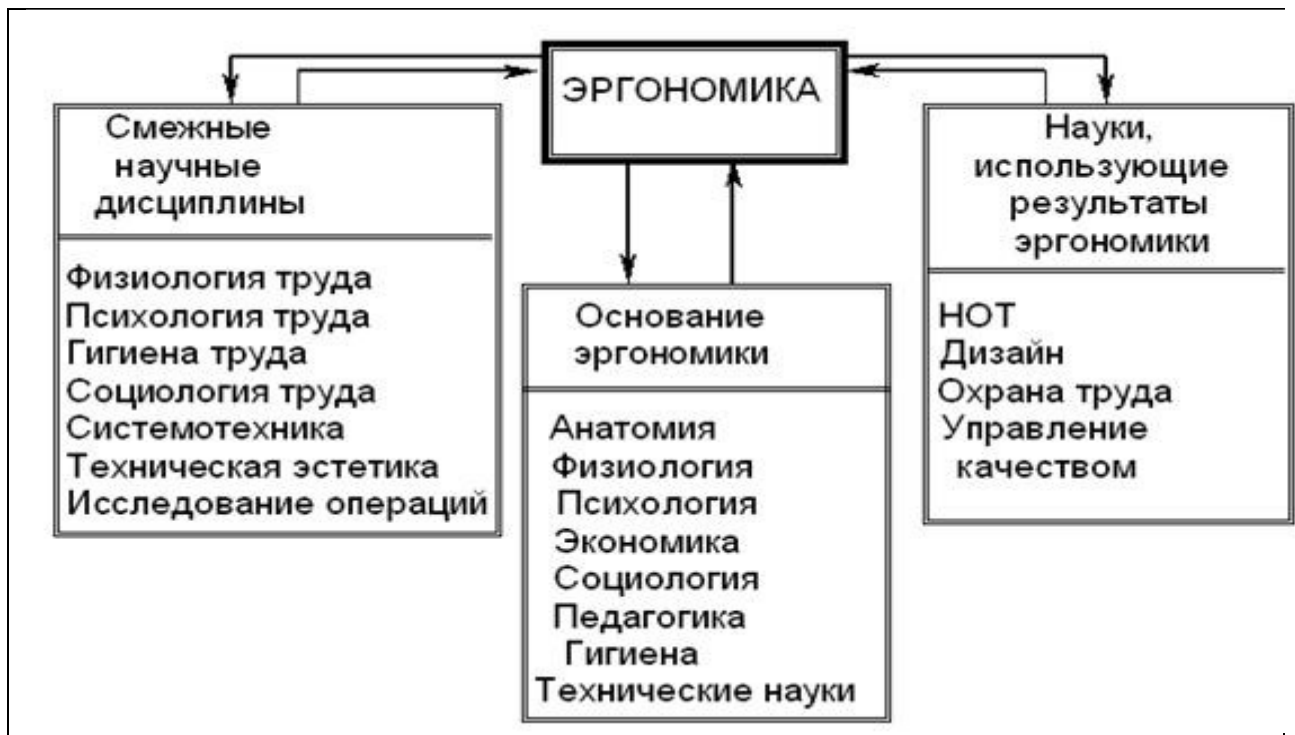 ЭРГОНОМИКА
Смежные
научные
дисциплины
Физиология труда
Психология труда
Гигиена труда
Социология труда
Системотехника
Техническая эстетика
Исследование операций
Основание
эргономики
Анатомия
Физиология
Психология
Экономика
Социология
Педагогика
Гигиена
Технические науки
Науки,
использующие
результаты
эргономики
НОТ
Дизайн
Охрана труда
Управление
качеством